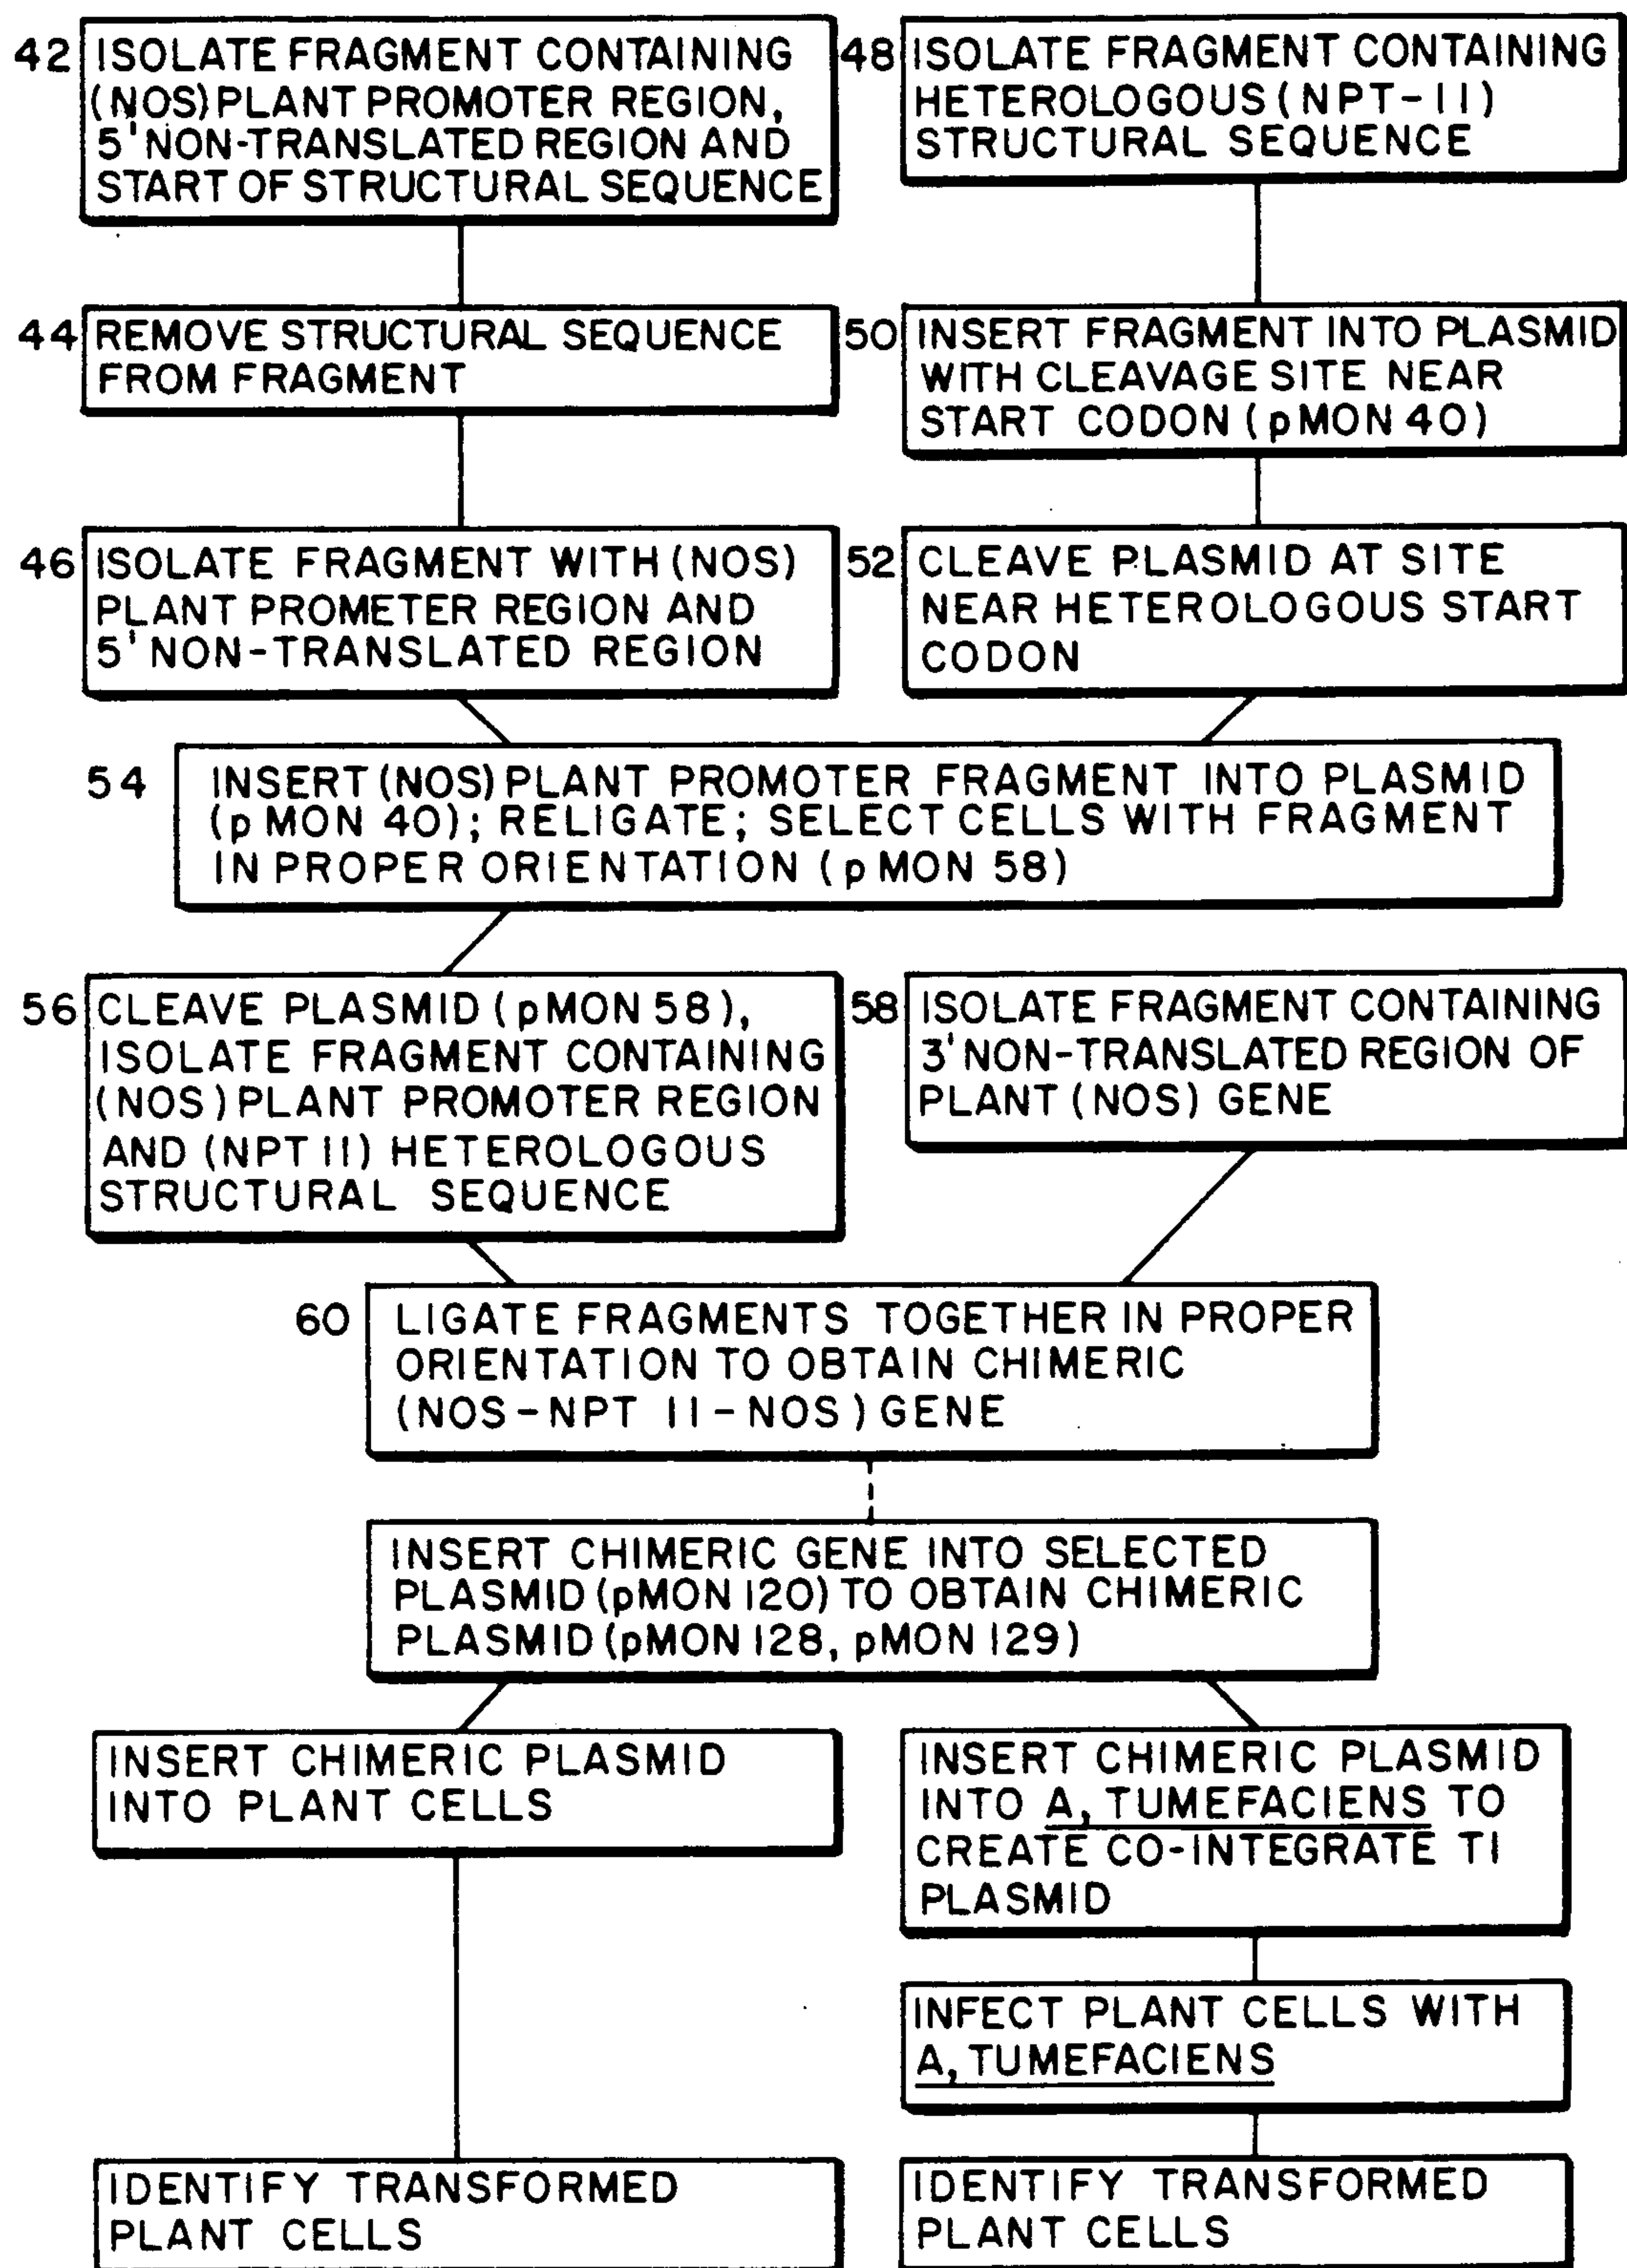 42 ISOLATE FRAGMENT CONTAINING
(NOS) PLANT PROMOTER REGION,
5' NON-TRANSLATED REGION AND
START OF STRUCTURAL SEQUENCE
48 ISOLATE FRAGMENT CONTAINING
HETEROLOGOUS (NPT-II)
STRUCTURAL SEQUENCE
44 REMOVE STRUCTURAL SEQUENCE
FROM FRAGMENT
50 INSERT FRAGMENT INTO PLASMID
WITH CLEAVAGE SITE NEAR
START CODON (pMON 40)
46 ISOLATE FRAGMENT WITH (NOS)
PLANT PROMETER REGION AND
5' NON-TRANSLATED REGION
52 CLEAVE PLASMID AT SITE
NEAR HETEROLOGOUS START
CODON
54 INSERT (NOS) PLANT PROMOTER FRAGMENT INTO PLASMID
(pMON 40); RELIGATE; SELECT CELLS WITH FRAGMENT
IN PROPER ORIENTATION (pMON 58)
56 CLEAVE PLASMID (pMON 58),
ISOLATE FRAGMENT CONTAINING
(NOS) PLANT PROMOTER REGION
AND (NPT II) HETEROLOGOUS
STRUCTURAL SEQUENCE
58 ISOLATE FRAGMENT CONTAINING
3' NON-TRANSLATED REGION OF
PLANT (NOS) GENE
60 LIGATE FRAGMENTS TOGETHER IN PROPER
ORIENTATION TO OBTAIN CHIMERIC
(NOS-NPT II-NOS) GENE
INSERT CHIMERIC GENE INTO SELECTED
PLASMID (pMON 120) TO OBTAIN CHIMERIC
PLASMID (pMON 128, pMON 129)
INSERT CHIMERIC PLASMID
INTO PLANT CELLS
INSERT CHIMERIC PLASMID
INTO A, TUMEFACIENS TO
CREATE CO-INTEGRATE TI
PLASMID
INFECT PLANT CELLS WITH
A, TUMEFACIENS
IDENTIFY TRANSFORMED
PLANT CELLS
IDENTIFY TRANSFORMED
PLANT CELLS